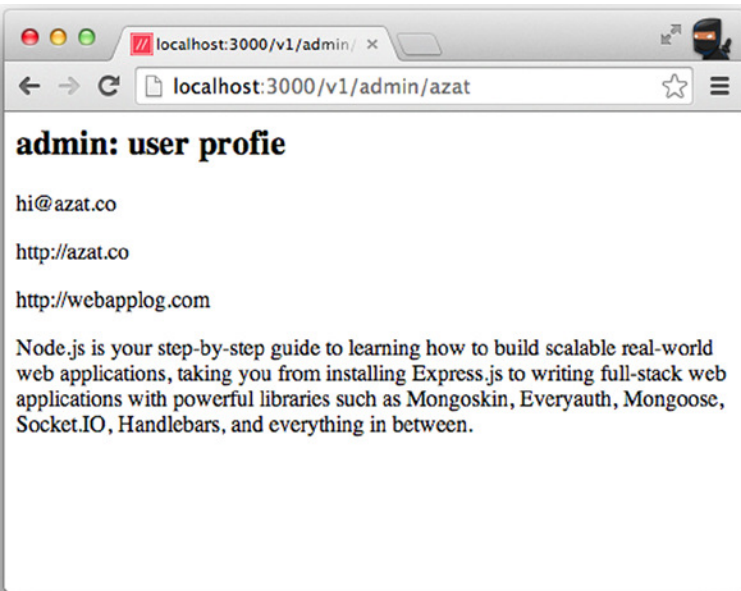 localhost:3000/v1/admin/
localhost:3000/v1/admin/azat
admin: user profie
hi@azat.co
http://azat.co
http://webapplog.com
Node.js is your step-by-step guide to learning how to build scalable real-world
web applications, taking you from installing Express.js to writing full-stack web
applications with powerful libraries such as Mongoskin, Everyauth, Mongoose,
Socket.IO, Handlebars, and everything in between.